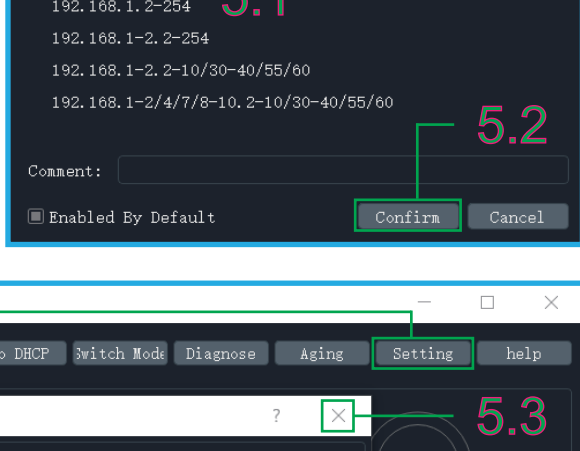 192.168.1.2-254
5.1
192.168.1-2.2-254
192.168.1-2.2-10/30-40/55/60
192.168.1-2/4/7/8-10.2-10/30-40/55/60
5.2
Comment:
Enabled By Default
Confirm
Cancel
DHCP
Switch Mode
Diagnose
Aging
Setting
help
?
5.3